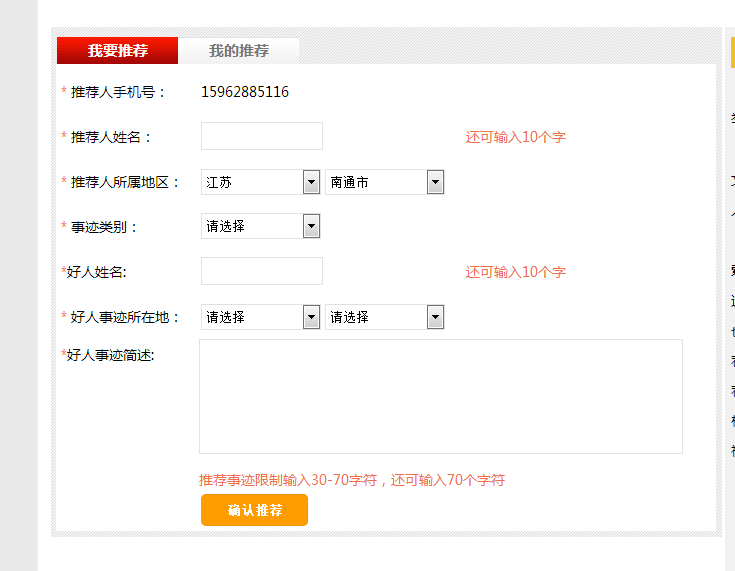 我要推荐 我的推荐
* 推荐人手机号： 15962885116
* 推荐人姓名： 还可输入10个字
* 推荐人所属地区： 江苏 南通市
* 事迹类别： 请选择
*好人姓名: 还可输入10个字
* 好人事迹所在地： 请选择 请选择
*好人事迹简述:
推荐事迹限制输入30-70字符，还可输入70个字符
确认推荐